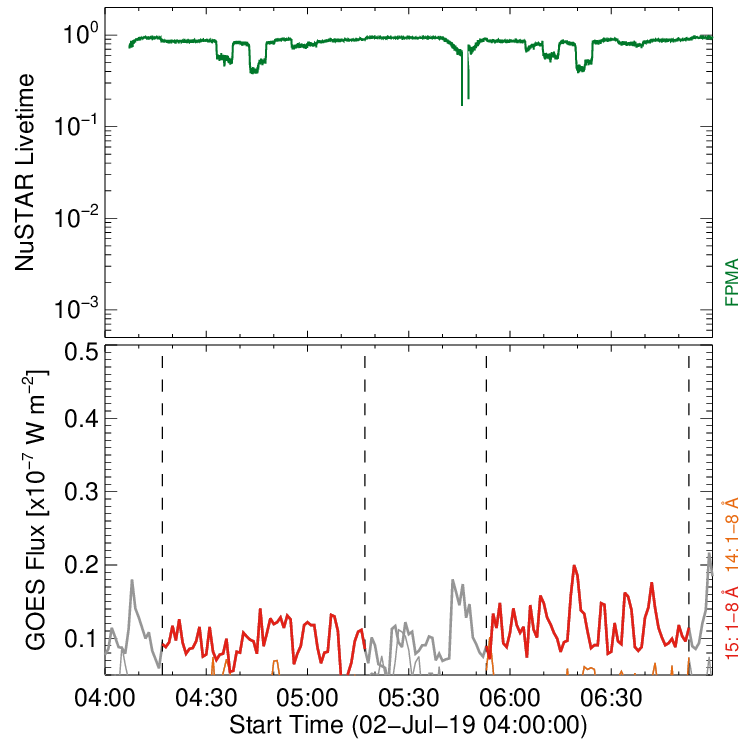 10⁰
10⁻¹
10⁻²
10⁻³
NuSTAR Livetime
FPMA
0.5
0.4
0.3
0.2
0.1
GOES Flux [x10⁻⁷ W m⁻²]
15: 1−8 Å 14: 1−8 Å
04:00 04:30 05:00 05:30 06:00 06:30
Start Time (02−Jul−19 04:00:00)